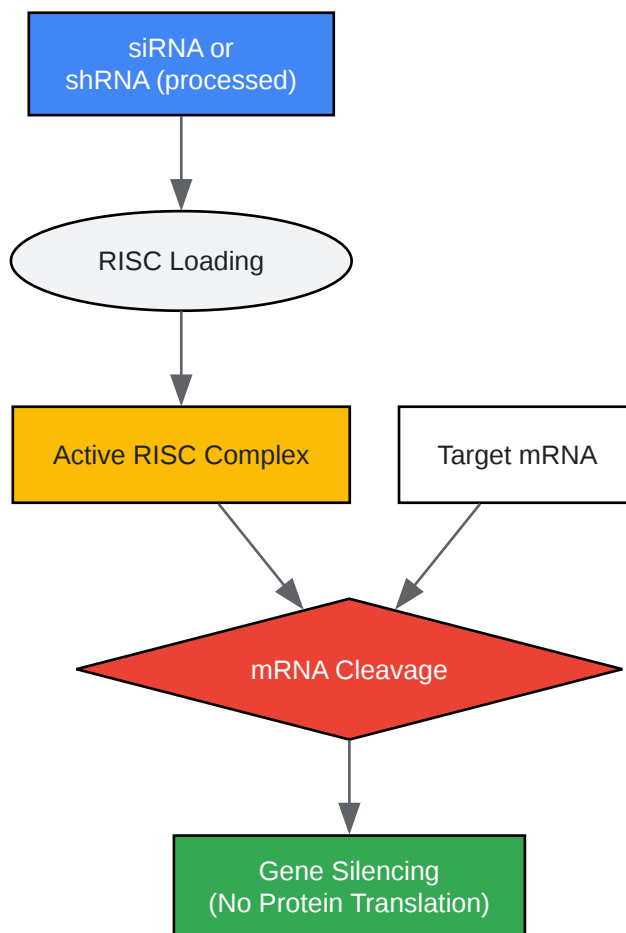 siRNA or
shRNA (processed)
RISC Loading
Active RISC Complex
Target mRNA
mRNA Cleavage
Gene Silencing
(No Protein Translation)